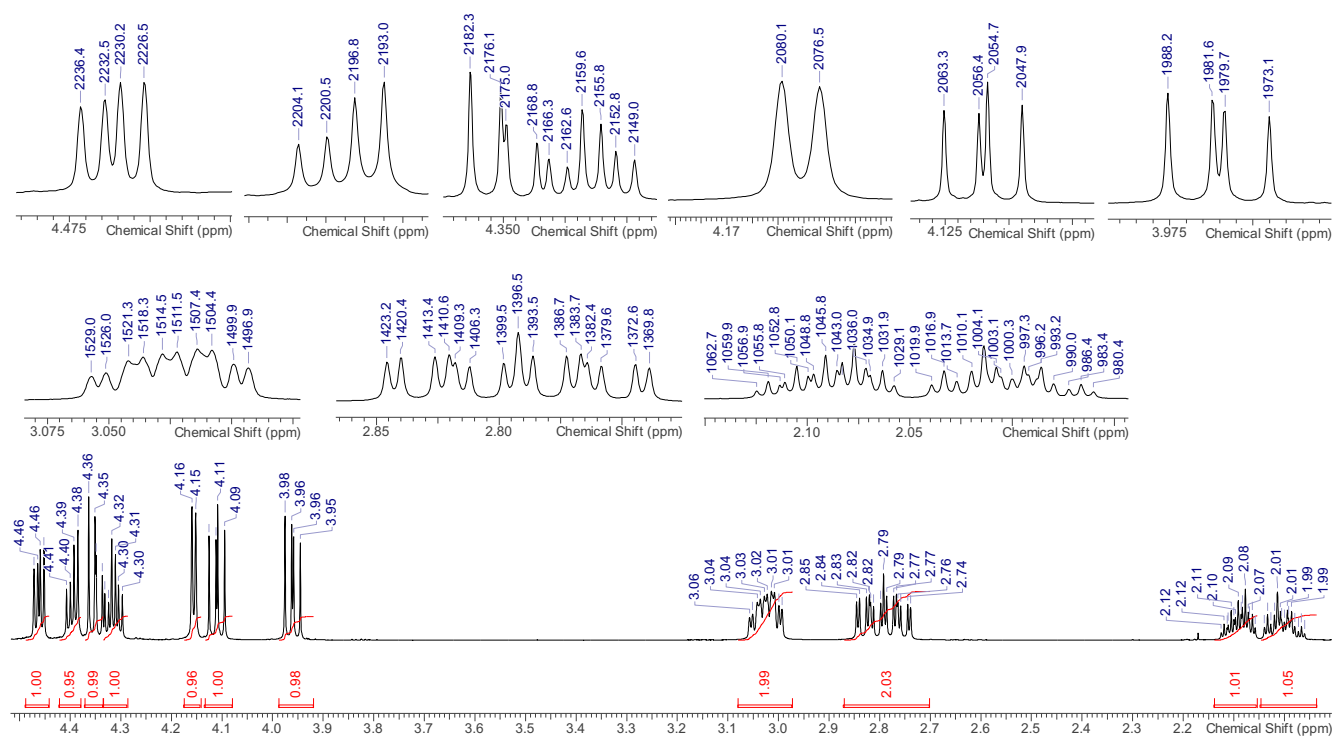 2236.4 2232.5 2230.2 2226.5
4.475
Chemical Shift (ppm)
2204.1 2200.5 2196.8 2193.0
Chemical Shift (ppm)
2182.3 2176.1 2175.0 2168.8 2166.3 2162.6 2159.6 2155.8 2152.8 2149.0
4.350
Chemical Shift (ppm)
2080.1 2076.5
4.17
Chemical Shift (ppm)
2063.3 2056.4 2054.7 2047.9
4.125
Chemical Shift (ppm)
1988.2 1981.6 1979.7 1973.1
3.975
Chemical Shift (ppm)
1529.0 1526.0 1521.3 1518.3 1514.5 1511.5 1507.4 1504.4 1499.9 1496.9
3.075 3.050
Chemical Shift (ppm)
1423.2 1420.4 1413.4 1410.6 1409.3 1406.3 1399.5 1396.5 1393.5 1386.7 1383.7 1382.4 1379.6 1372.6 1369.8
2.85 2.80
Chemical Shift (ppm)
1062.7 1059.9 1056.9 1055.8 1052.8 1050.1 1048.8 1045.8 1043.0 1036.0 1034.9 1031.9 1029.1 1019.9 1016.9 1013.7 1010.1 1004.1 1003.1 1000.3 997.3 996.2 993.2 990.0 986.4 983.4 980.4
2.10 2.05
Chemical Shift (ppm)
4.46 4.46 4.41 4.40 4.39 4.38 4.36 4.35 4.32 4.31 4.30 4.30 4.16 4.15 4.11 4.09 3.98 3.96 3.96 3.95 3.06 3.04 3.04 3.03 3.02 3.01 3.01 2.85 2.84 2.83 2.82 2.82 2.79 2.79 2.77 2.77 2.76 2.74 2.12 2.12 2.11 2.10 2.09 2.08 2.07 2.01 2.01 1.99 1.99
1.00 0.95 0.99 1.00 0.96 1.00 0.98 1.99 2.03 1.01 1.05
4.4 4.3 4.2 4.1 4.0 3.9 3.8 3.7 3.6 3.5 3.4 3.3 3.2 3.1 3.0 2.9 2.8 2.7 2.6 2.5 2.4 2.3 2.2
Chemical Shift (ppm)